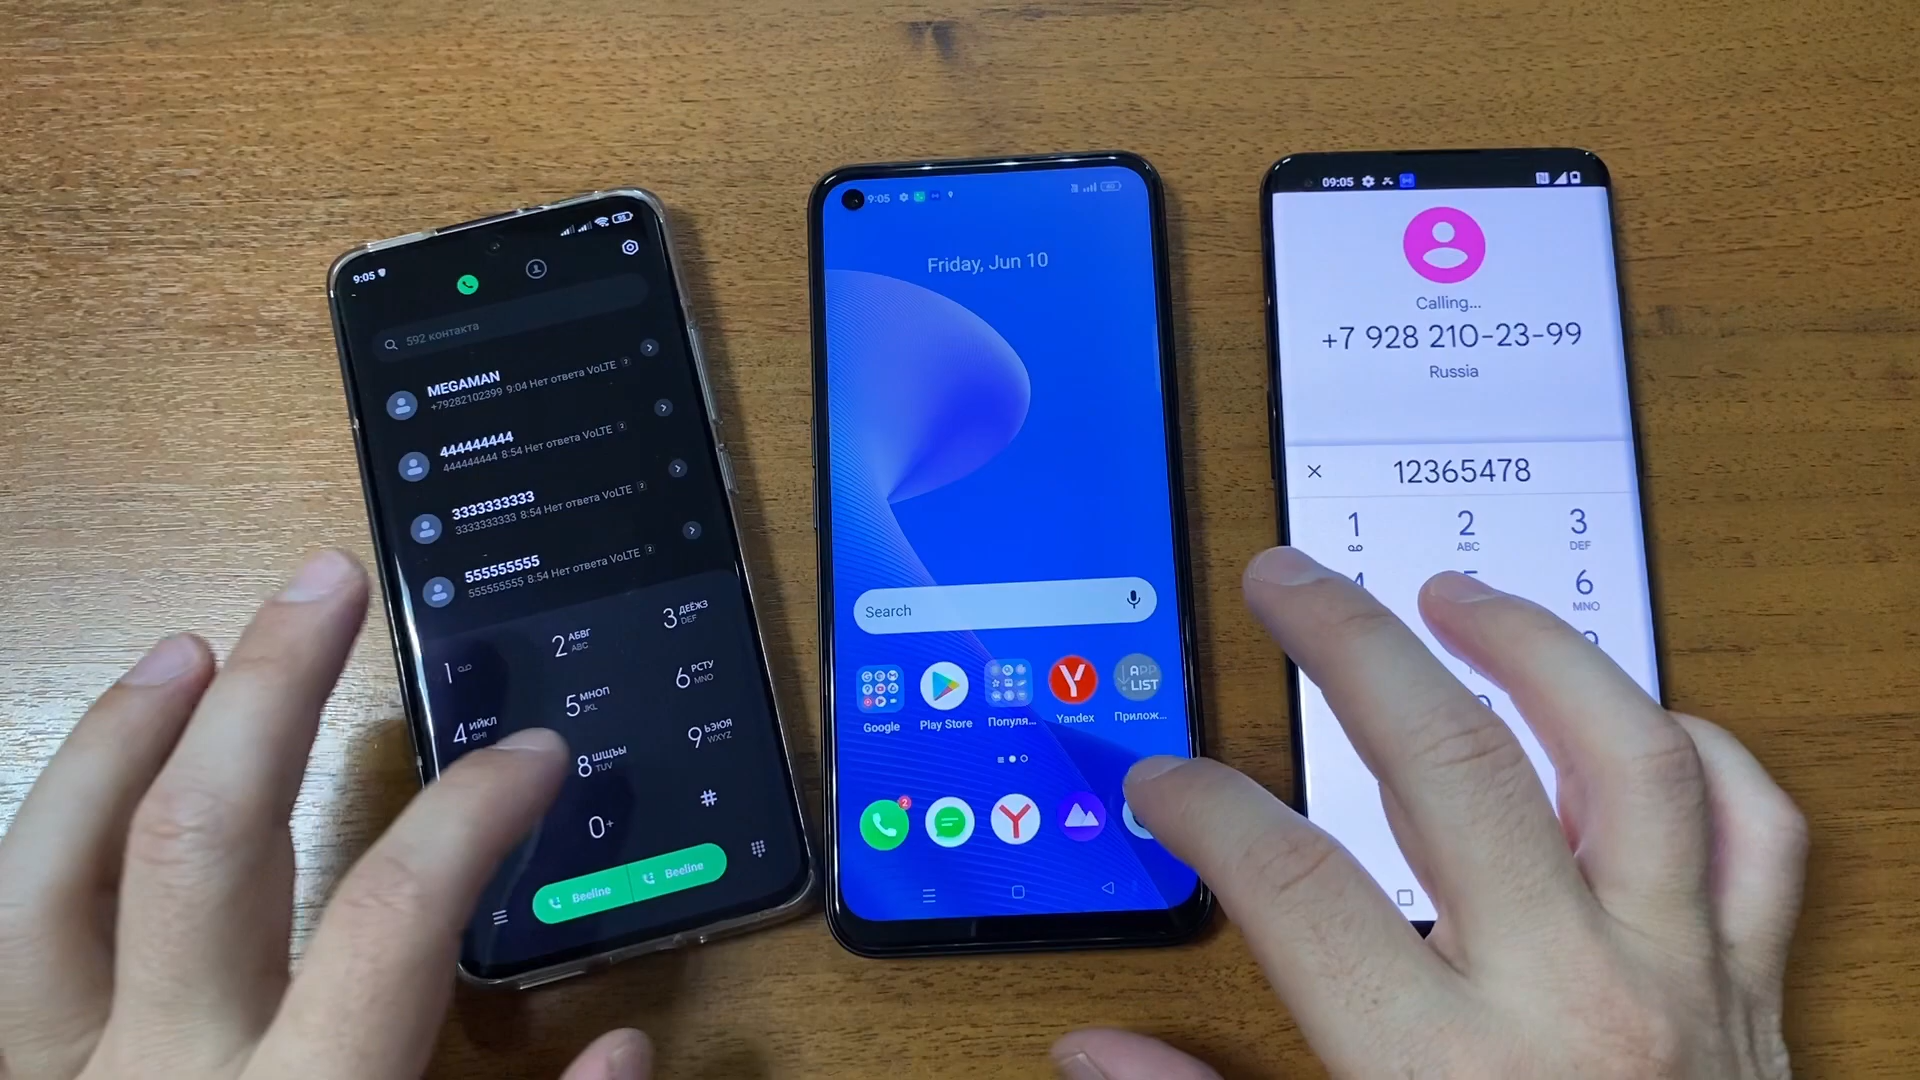 9:05
592 контакта
MEGAMAN
+79282102399 9:04 Нет ответа VoLTE
444444444
444444444 8:54 Нет ответа VoLTE
3333333333
3333333333 8:54 Нет ответа VoLTE
555555555
555555555 8:54 Нет ответа VoLTE
1
2 АБВГ ABC
3 ДЕЁЖЗ DEF
4 ИЙКЛ GHI
5 МНОП JKL
6 РСТУ MNO
8 ШЩЪЫ TUV
9 ЬЭЮЯ WXYZ
0 +
#
Beeline
Beeline
9:05
Friday, Jun 10
Search
Google
Play Store
Популя...
Yandex
APP LIST
Прилож...
2
09:05
Calling...
+7 928 210-23-99
Russia
12365478
1
2 ABC
3 DEF
6 MNO